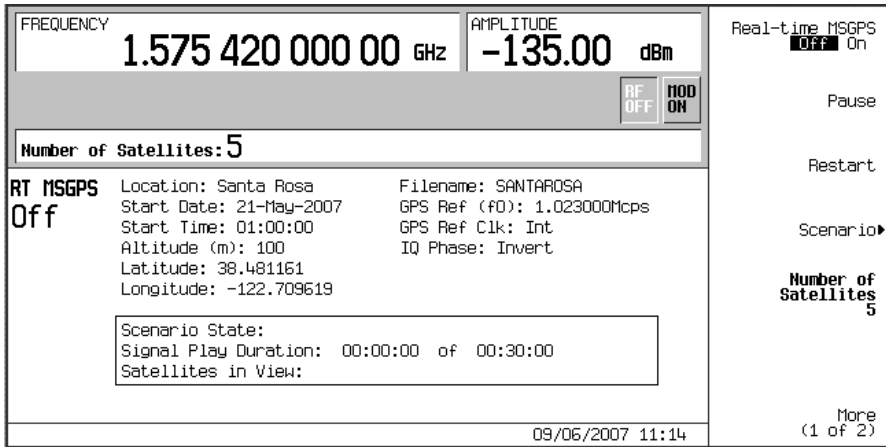 FREQUENCY
1.575 420 000 00 GHz
AMPLITUDE
-135.00 dBm
RF OFF
MOD ON
Number of Satellites: 5
RT MSGPS
Off
Location: Santa Rosa
Start Date: 21-May-2007
Start Time: 01:00:00
Altitude (m): 100
Latitude: 38.481161
Longitude: -122.709619
Filename: SANTAROSA
GPS Ref (f0): 1.023000Mcps
GPS Ref Clk: Int
IQ Phase: Invert
Scenario State:
Signal Play Duration: 00:00:00 of 00:30:00
Satellites in View:
09/06/2007 11:14
Real-time MSGPS
Off On
Pause
Restart
Scenario
Number of
Satellites
5
More
(1 of 2)